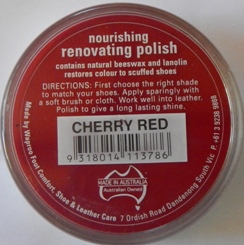 nourishing
renovating polish
contains natural beeswax and lanolin
restores colour to scuffed shoes
DIRECTIONS: First choose the right shade
to match your shoes. Apply sparingly with
a soft brush or cloth. Work well into leather.
Polish to give a long lasting shine.
CHERRY RED
9 318014 113786
MADE IN AUSTRALIA
Australian Owned
Made by Waproo Foot Comfort, Shoe & Leather Care 7 Ordish Road Dandenong South Vic P +61 3 9238 9888